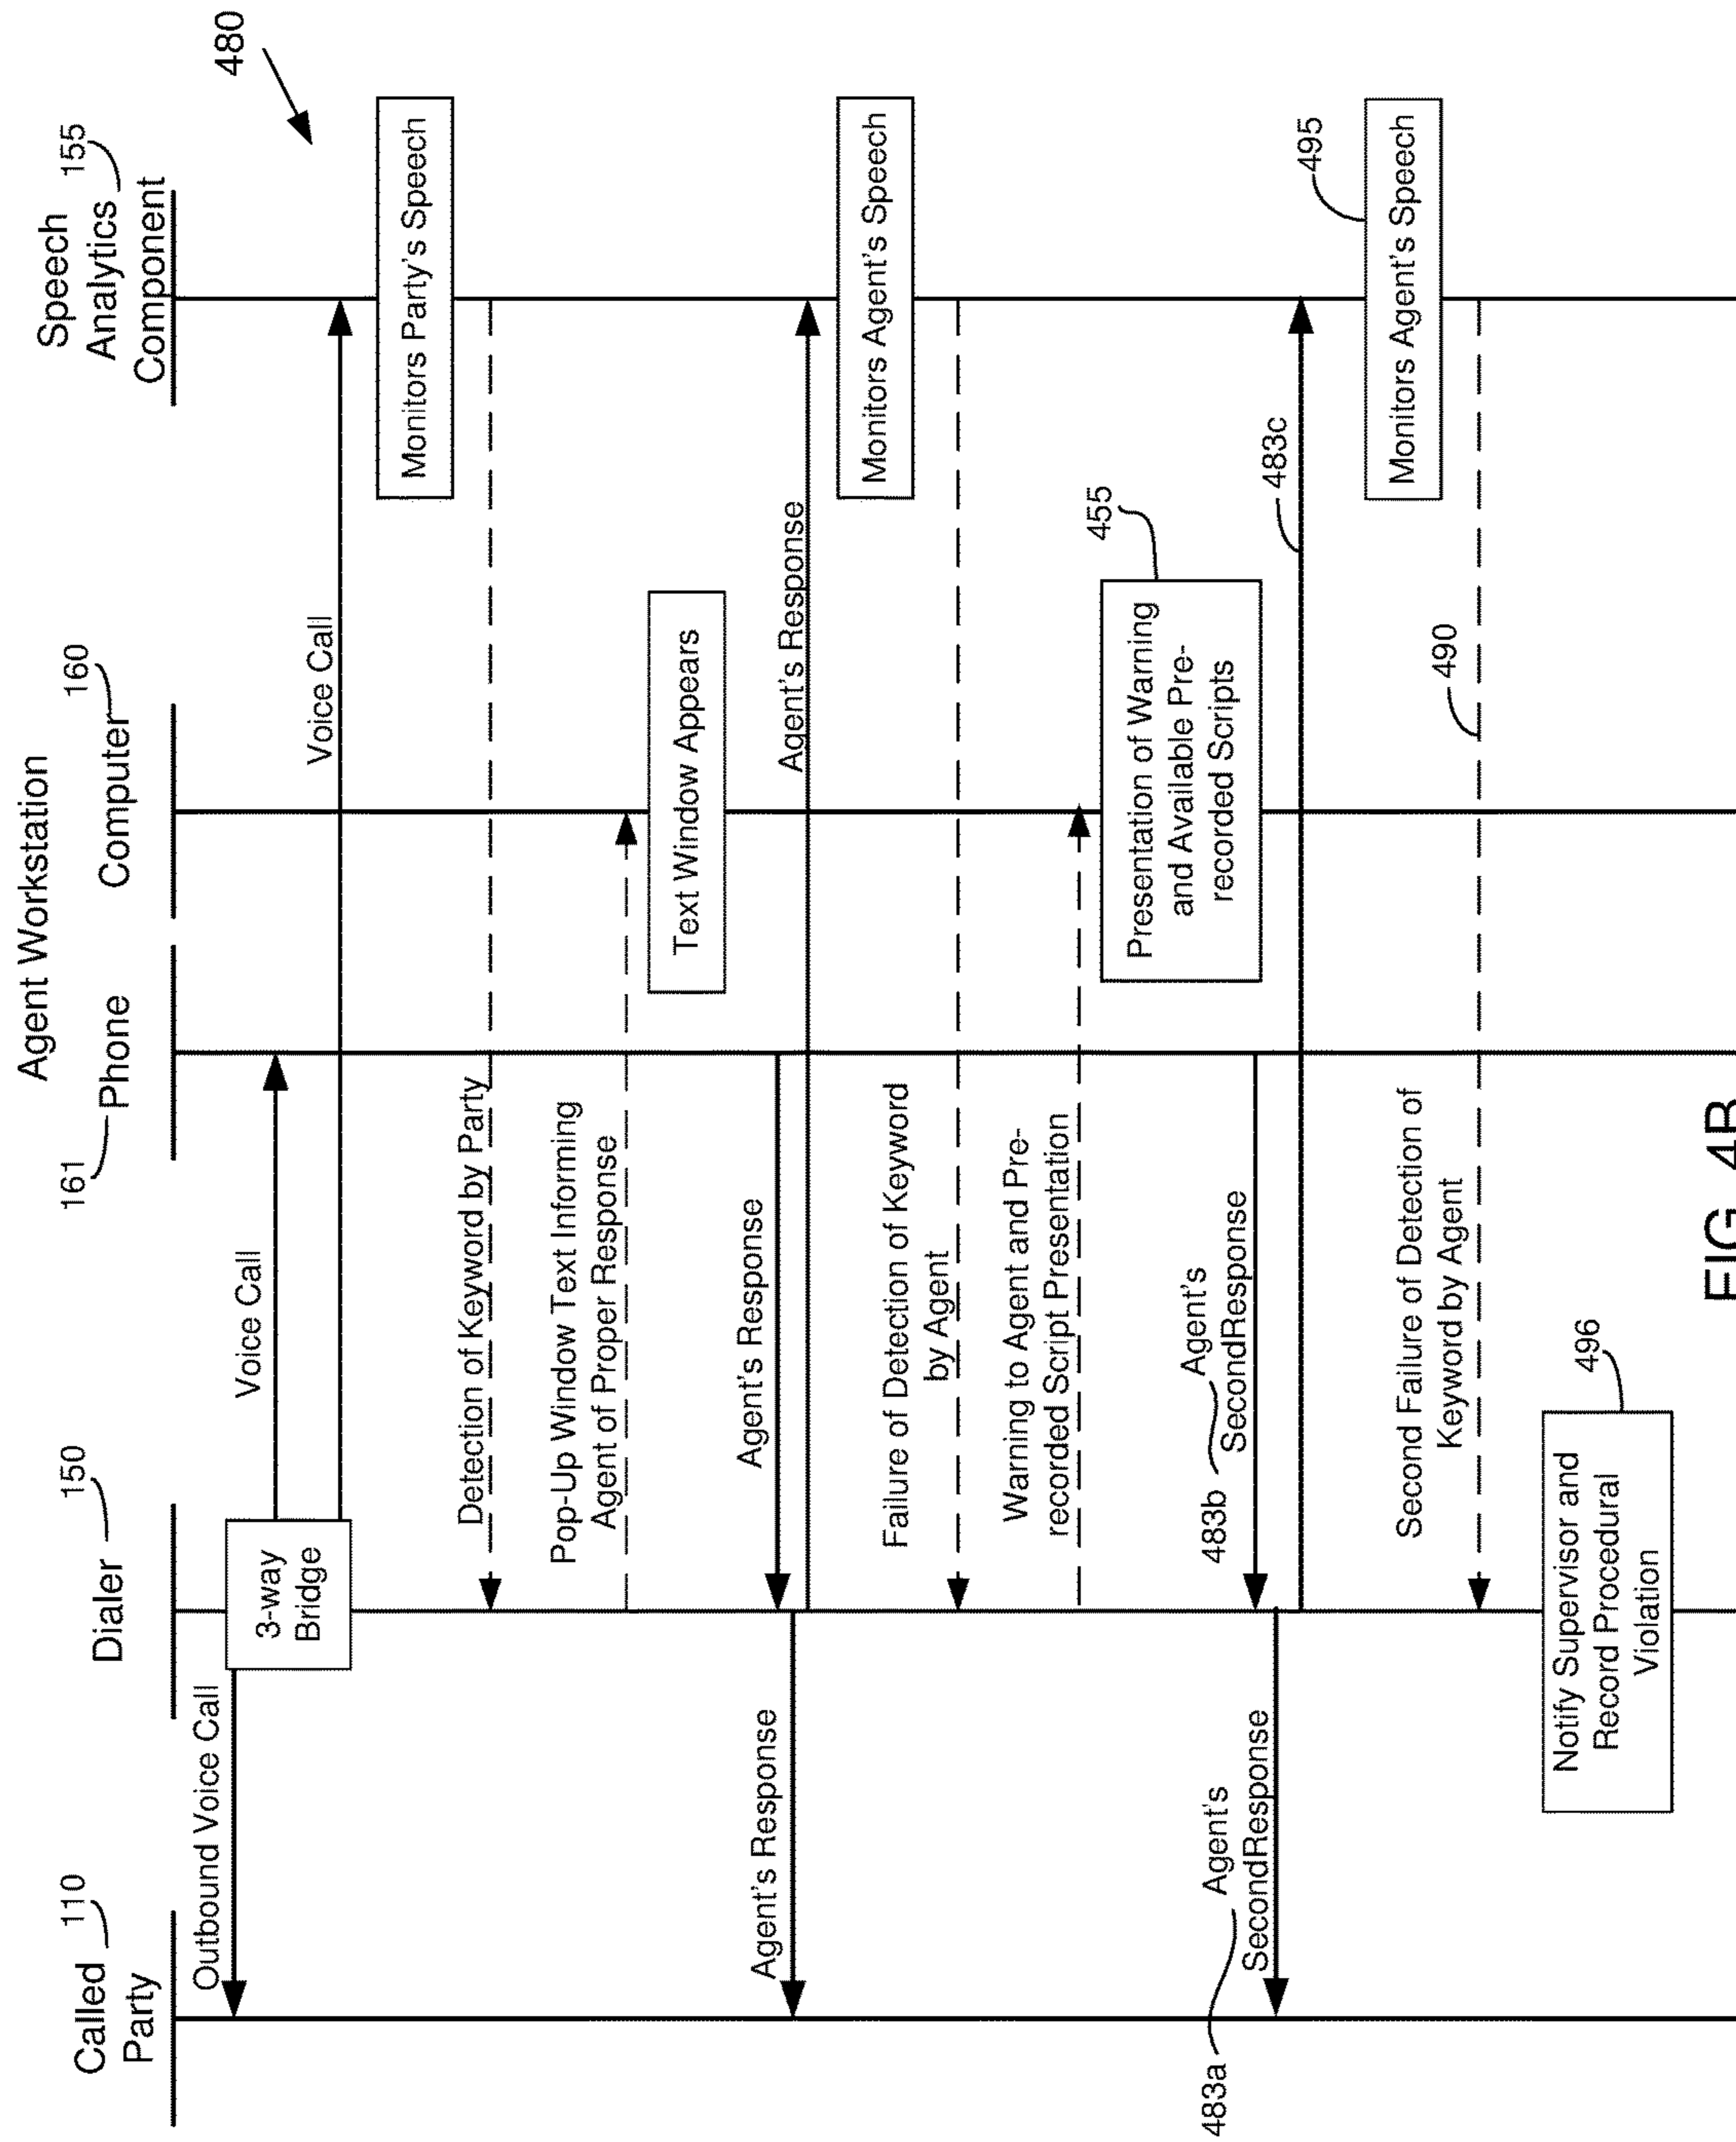 Agent Workstation
Called
Party
110
Dialer
150
161
Phone
Computer
160
Speech
Analytics
Component
155
480
Outbound Voice Call
3-way
Bridge
Voice Call
Voice Call
Monitors Party's Speech
Detection of Keyword by Party
Pop-Up Window Text Informing
Agent of Proper Response
Text Window Appears
Agent's Response
Agent's Response
Agent's Response
Monitors Agent's Speech
Failure of Detection of Keyword
by Agent
Warning to Agent and Pre-
recorded Script Presentation
455
Presentation of Warning
and Available Pre-
recorded Scripts
483a
Agent's
SecondResponse
483b
Agent's
SecondResponse
483c
495
Monitors Agent's Speech
Second Failure of Detection of
Keyword by Agent
490
496
Notify Supervisor and
Record Procedural
Violation
FIG. 4B